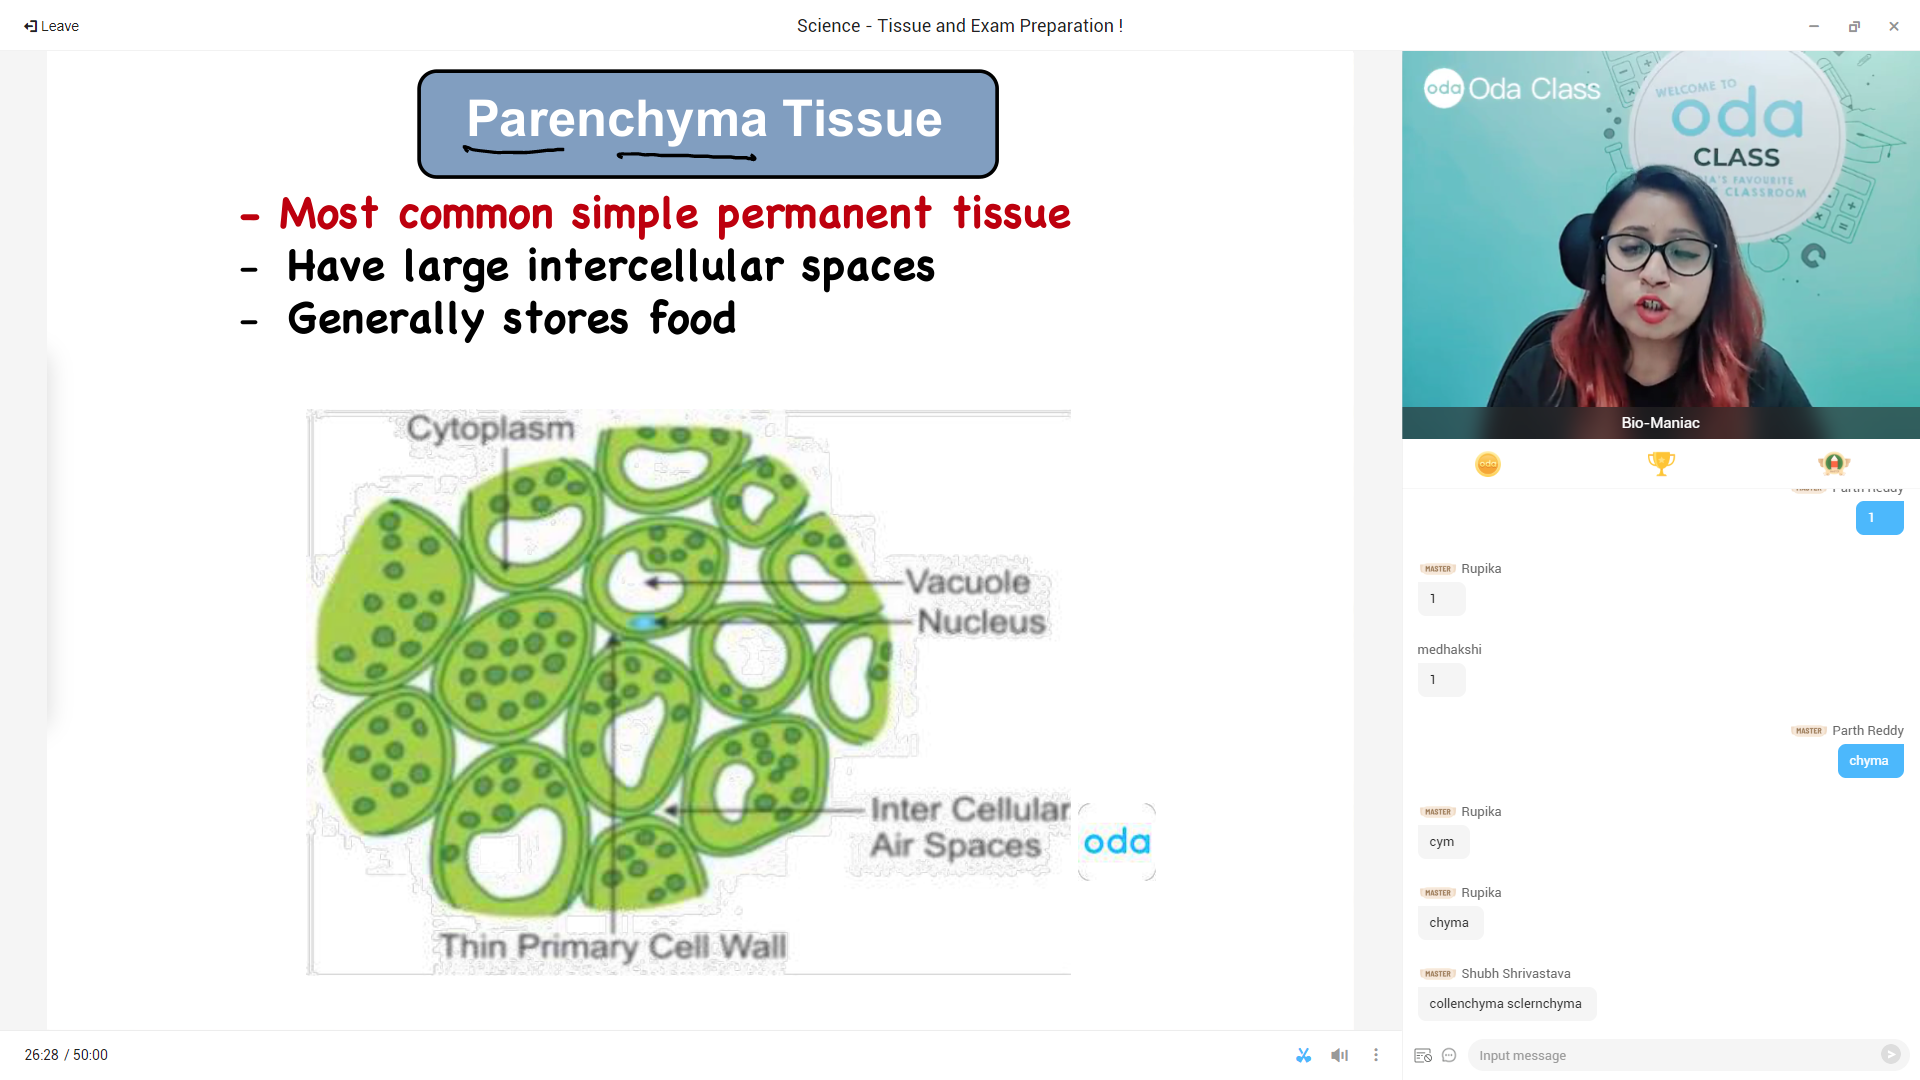 Leave
Science - Tissue and Exam Preparation !
Parenchyma Tissue
- Most common simple permanent tissue
- Have large intercellular spaces
- Generally stores food
Cytoplasm
Vacuole
Nucleus
Inter Cellular
Air Spaces
Thin Primary Cell Wall
oda
26:28 / 50:00
oda Oda Class
WELCOME TO
oda
CLASS
FAVOURITE
CLASSROOM
Bio-Maniac
oda
MASTER Parth Reddy
1
MASTER Rupika
1
medhakshi
1
MASTER Parth Reddy
chyma
MASTER Rupika
cym
MASTER Rupika
chyma
MASTER Shubh Shrivastava
collenchyma sclernchyma
Input message